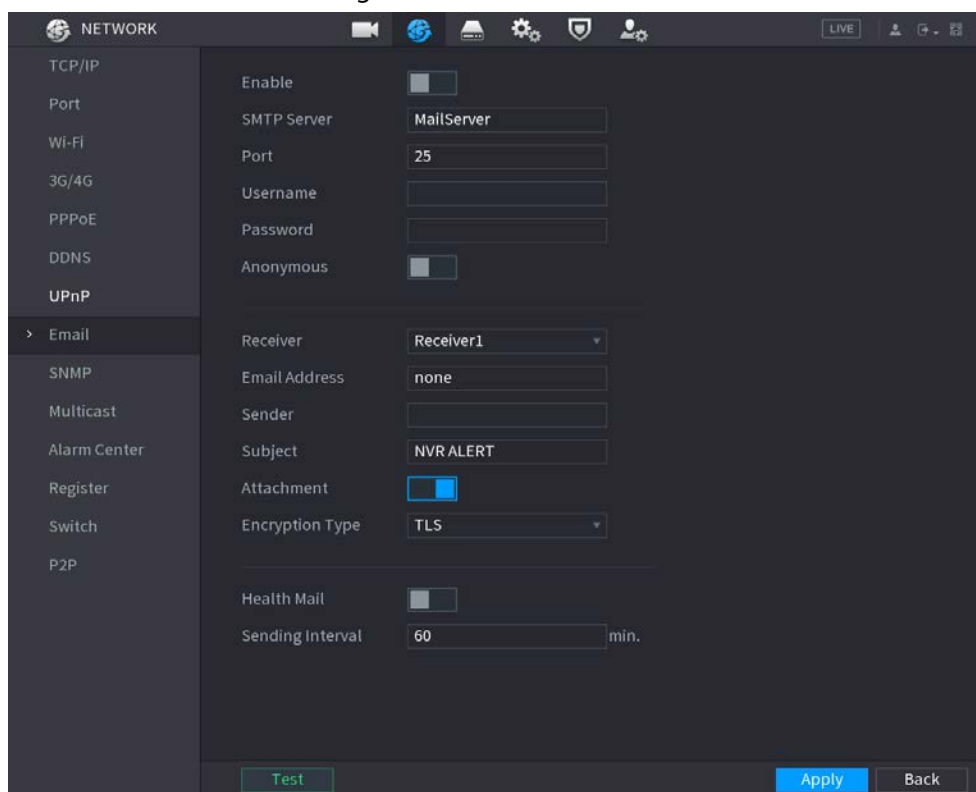 NETWORK
LIVE
TCP/IP
Port
Wi-Fi
3G/4G
PPPoE
DDNS
UPnP
> Email
SNMP
Multicast
Alarm Center
Register
Switch
P2P
Enable
SMTP Server MailServer
Port 25
Username
Password
Anonymous
Receiver Receiver1
Email Address none
Sender
Subject NVR ALERT
Attachment
Encryption Type TLS
Health Mail
Sending Interval 60 min.
Test Apply Back